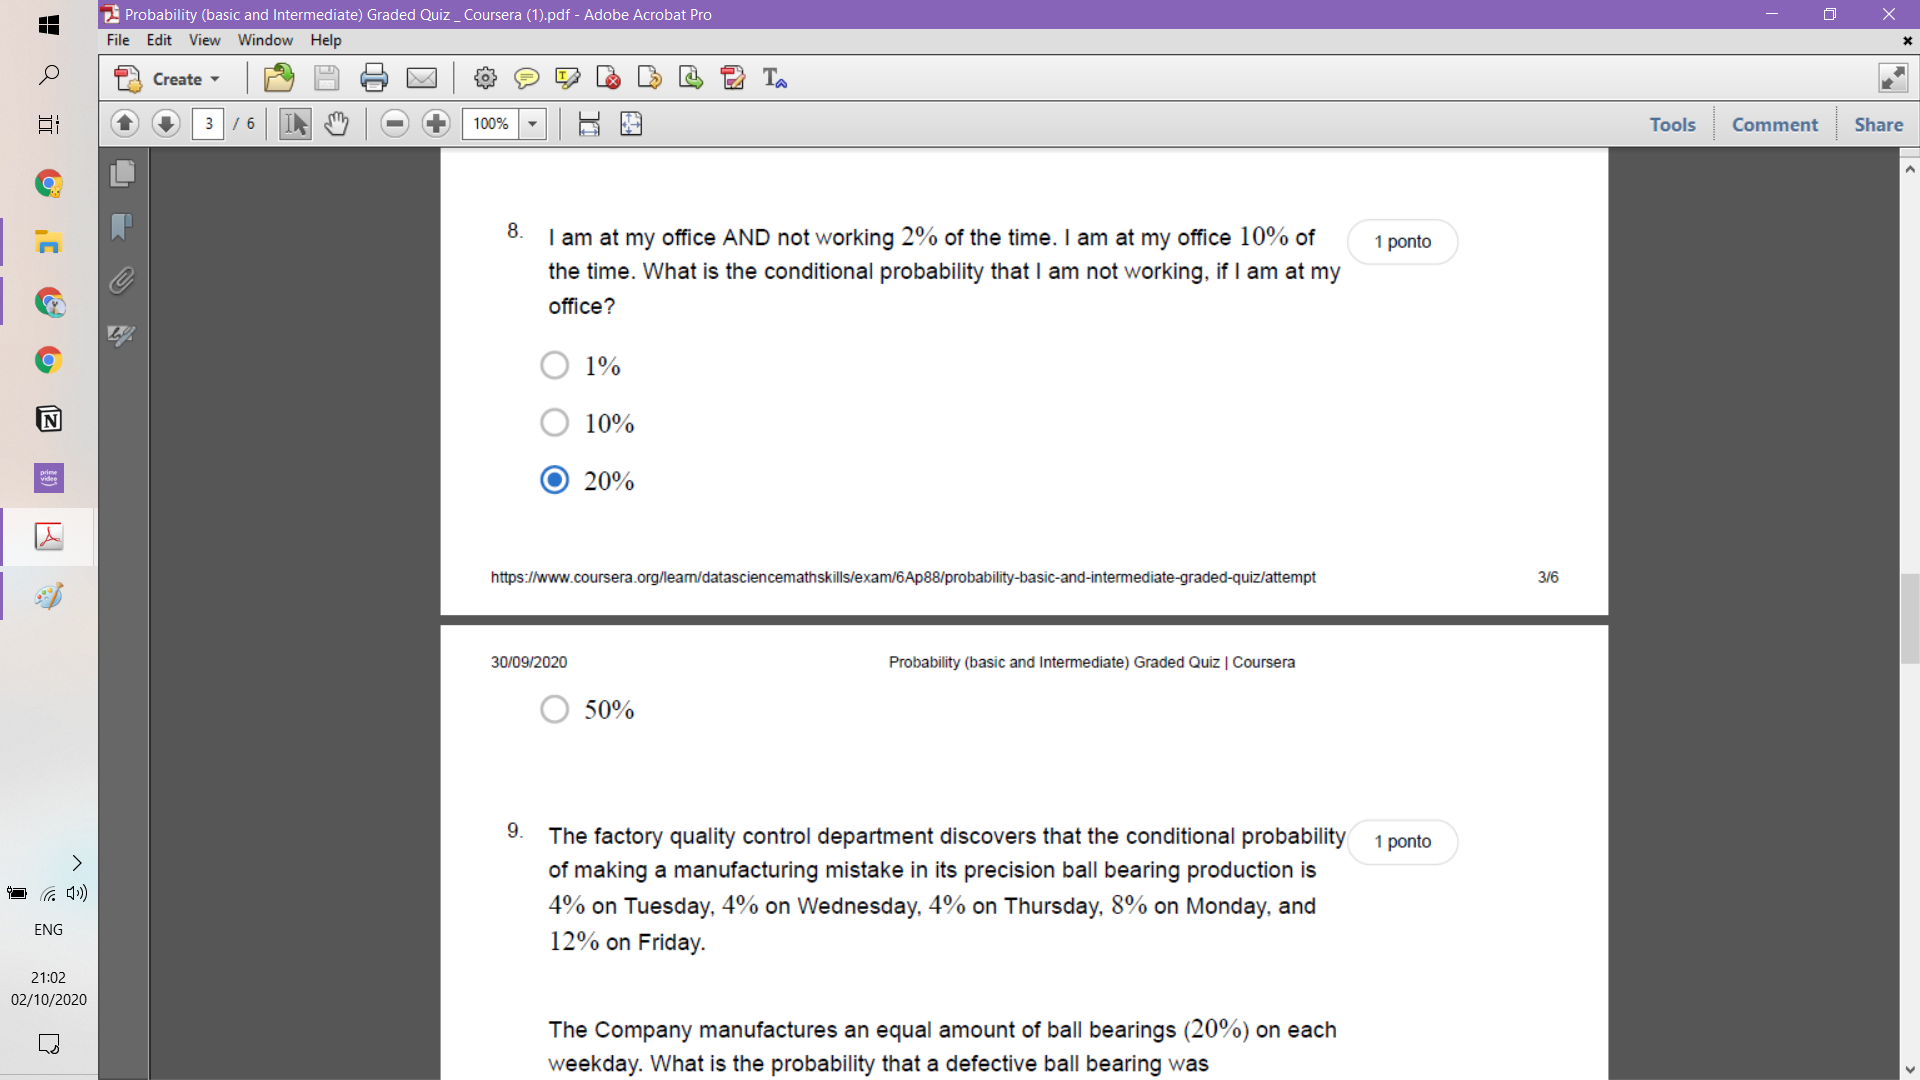 Probability (basic and Intermediate) Graded Quiz _ Coursera (1).pdf - Adobe Acrobat Pro
File Edit View Window Help
Create
3 / 6 100% Tools Comment Share
8. I am at my office AND not working 2% of the time. I am at my office 10% of 1 ponto
the time. What is the conditional probability that I am not working, if I am at my
office?
1%
10%
20%
https://www.coursera.org/learn/datasciencemathskills/exam/6Ap88/probability-basic-and-intermediate-graded-quiz/attempt 3/6
30/09/2020 Probability (basic and Intermediate) Graded Quiz | Coursera
50%
9. The factory quality control department discovers that the conditional probability 1 ponto
of making a manufacturing mistake in its precision ball bearing production is
4% on Tuesday, 4% on Wednesday, 4% on Thursday, 8% on Monday, and
12% on Friday.
The Company manufactures an equal amount of ball bearings (20%) on each
weekday. What is the probability that a defective ball bearing was
prime
video
ENG
21:02
02/10/2020